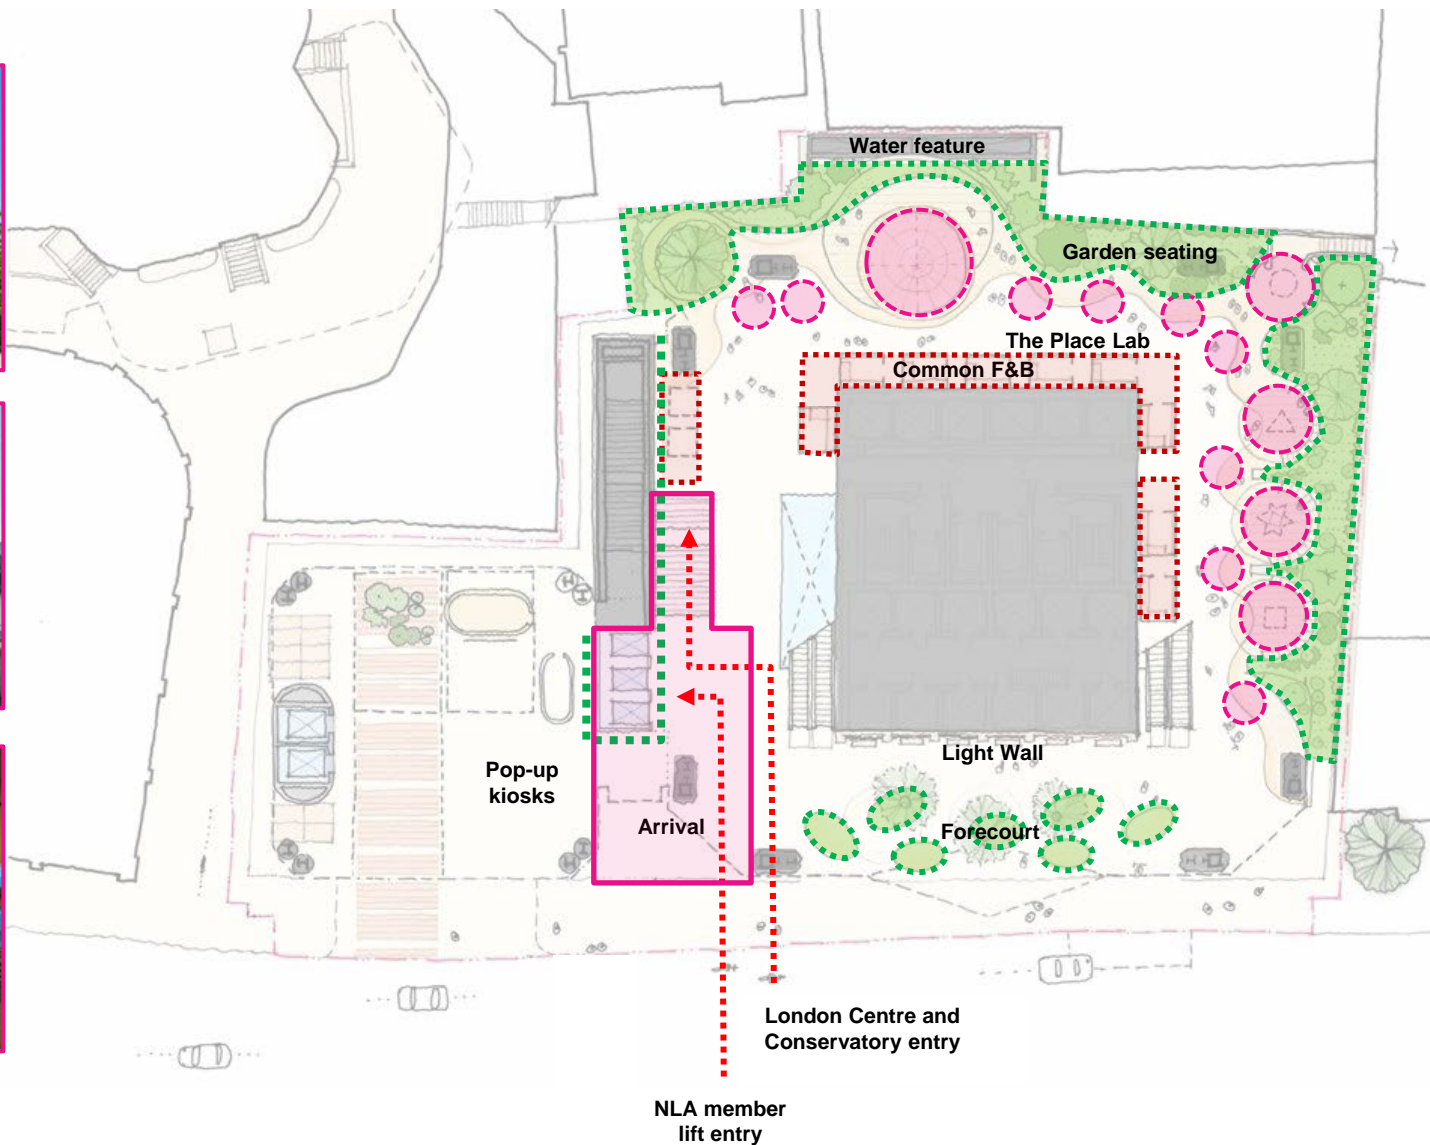 Water feature
Garden seating
The Place Lab
Common F&B
Light Wall
Pop-up
kiosks
Arrival
Forecourt
London Centre and
Conservatory entry
NLA member
lift entry